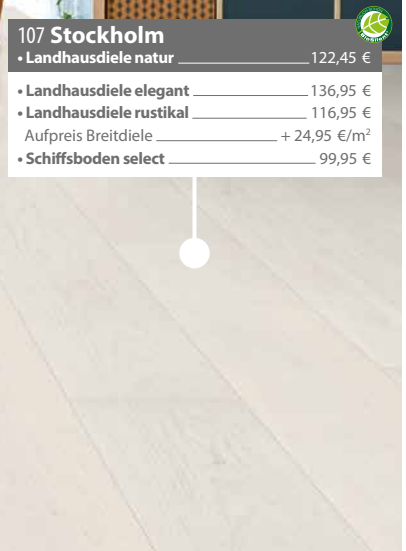 107 Stockholm
• Landhausdiele natur 122,45 €
• Landhausdiele elegant 136,95 €
• Landhausdiele rustikal 116,95 €
Aufpreis Breitdiele + 24,95 €/m²
• Schiffsboden select 99,95 €